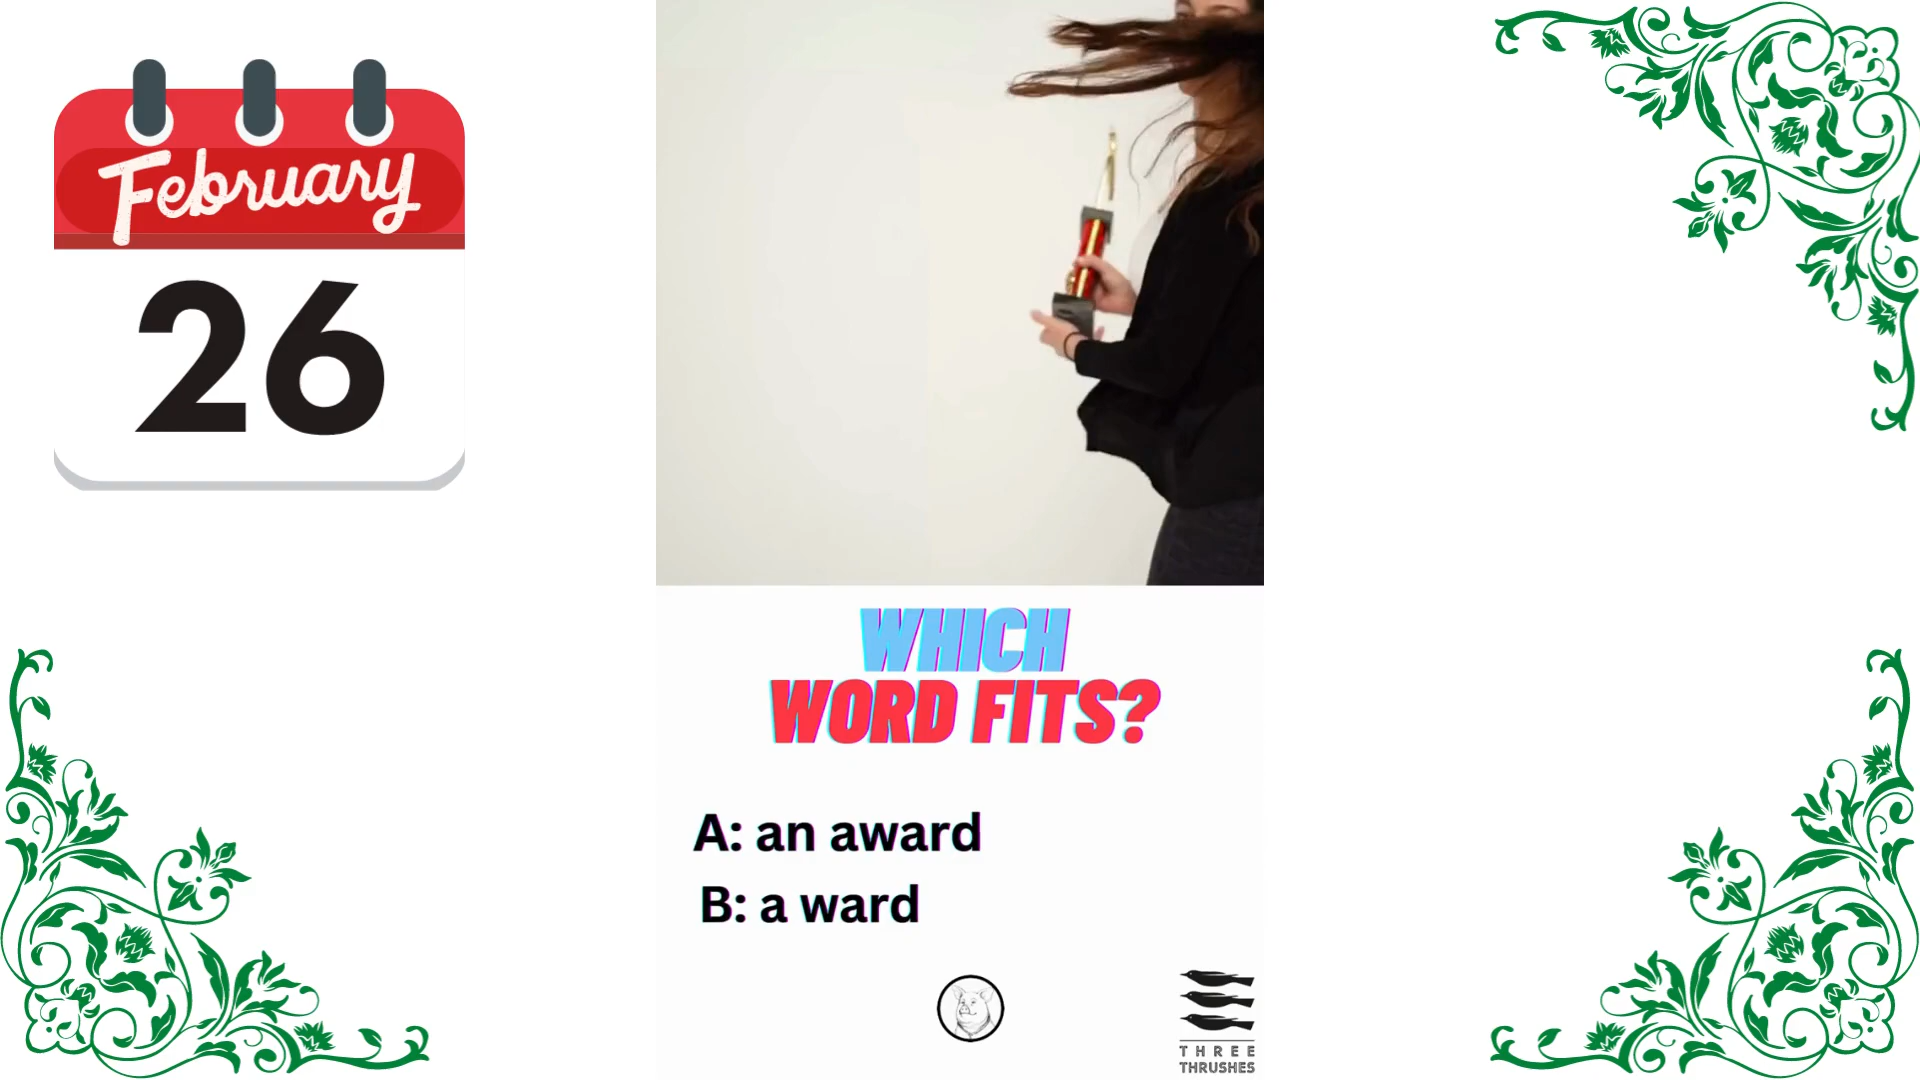 February
26
WHICH
WORD FITS?
A: an award
B: a ward
THREE
THRUSHES